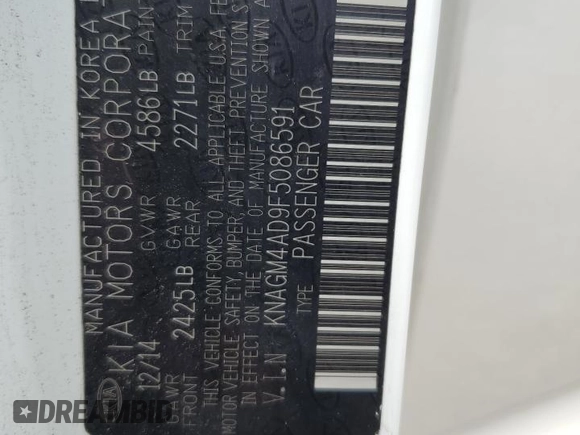 MANUFACTURED IN KOREA
KIA MOTORS CORPORA
12/14 GVWR 4586LB PAINT
GAWR FRONT 2425LB GAWR REAR 2271LB TRIM
THIS VEHICLE CONFORMS TO ALL APPLICABLE U.S.A. FE
MOTOR VEHICLE SAFETY, BUMPER, AND THEFT PREVENTION S
IN EFFECT ON THE DATE OF MANUFACTURE SHOWN A
V.I.N KNAGM4AD9F5086591
TYPE PASSENGER CAR
DREAMBID